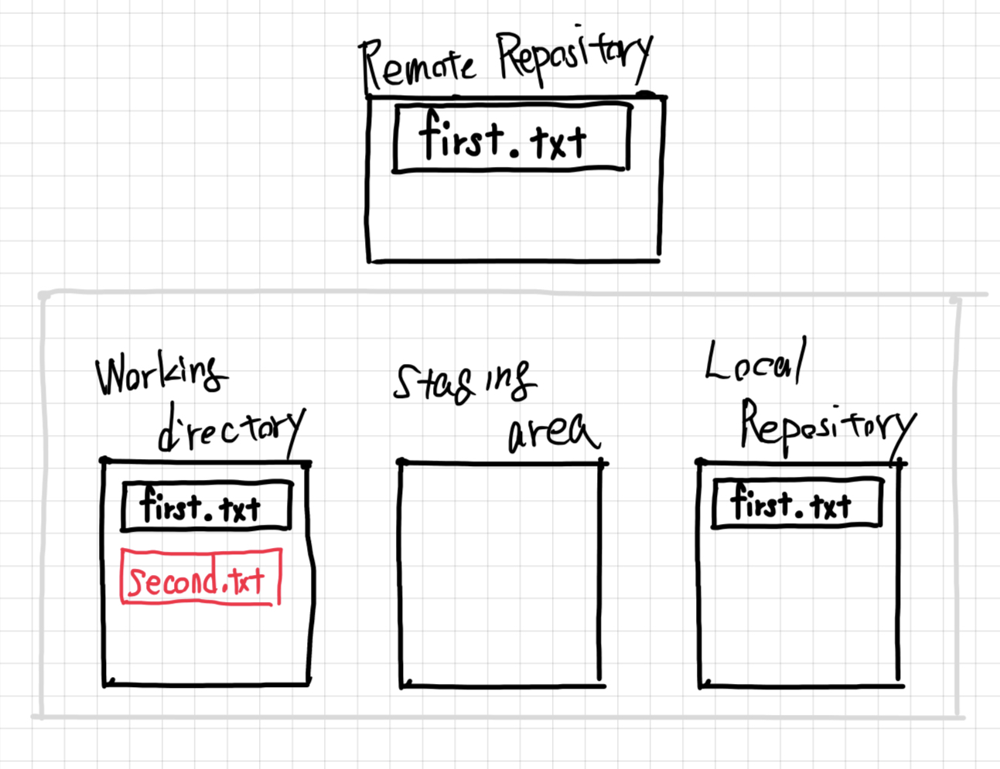 Remote Repository
first.txt
Working
directory
first.txt
second.txt
Staging
area
Local
Repository
first.txt